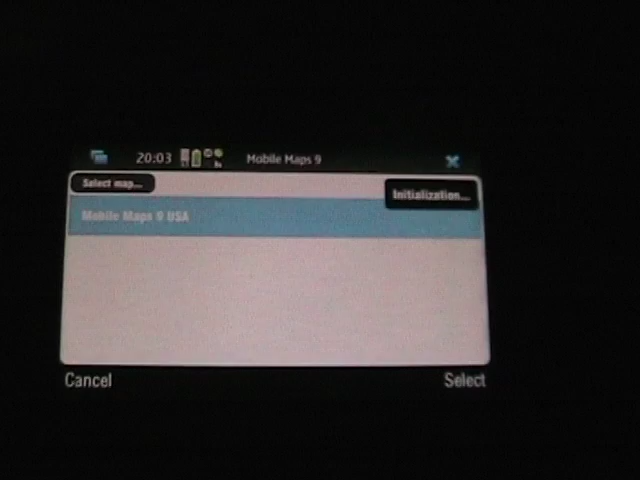 20:03 Mobile Maps 9
Select map...
Initialization...
Mobile Maps 9 USA
Cancel Select